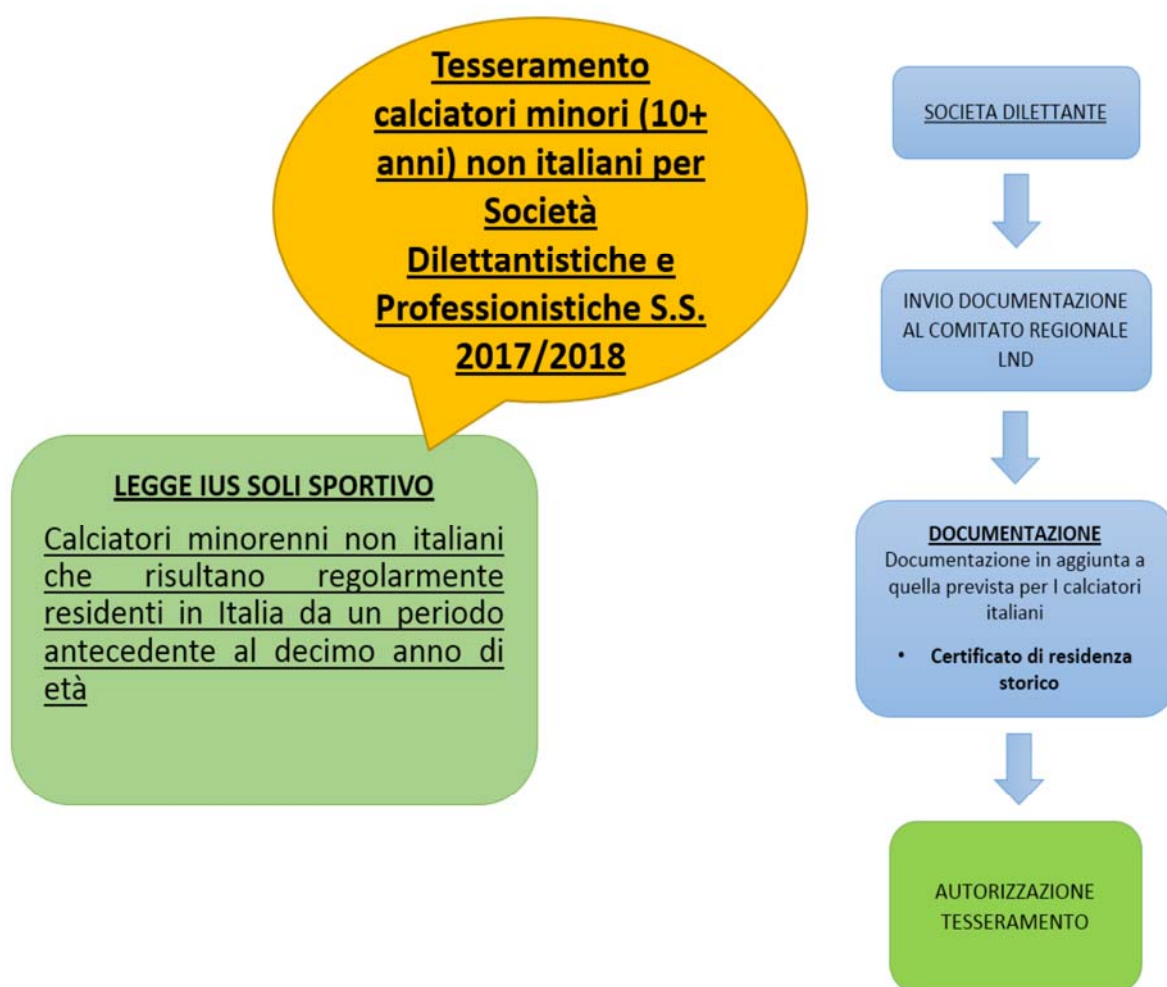 Tesseramento
calciatori minori (10+
anni) non italiani per
Società
Dilettantistiche e
Professionistiche S.S.
2017/2018
LEGGE IUS SOLI SPORTIVO
Calciatori minorenni non italiani
che risultano regolarmente
residenti in Italia da un periodo
antecedente al decimo anno di
età
SOCIETA DILETTANTE
INVIO DOCUMENTAZIONE
AL COMITATO REGIONALE
LND
DOCUMENTAZIONE
Documentazione in aggiunta a
quella prevista per I calciatori
italiani
• Certificato di residenza
storico
AUTORIZZAZIONE
TESSERAMENTO